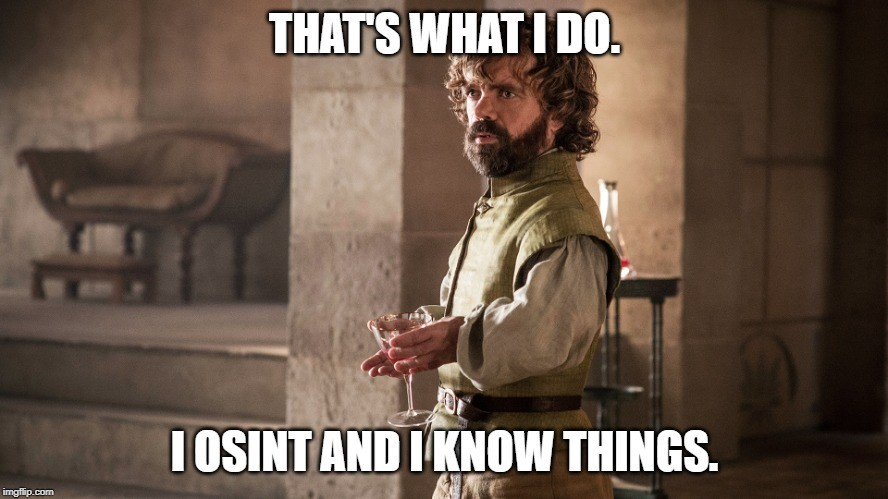 THAT'S WHAT I DO.
I OSINT AND I KNOW THINGS.
imgflip.com